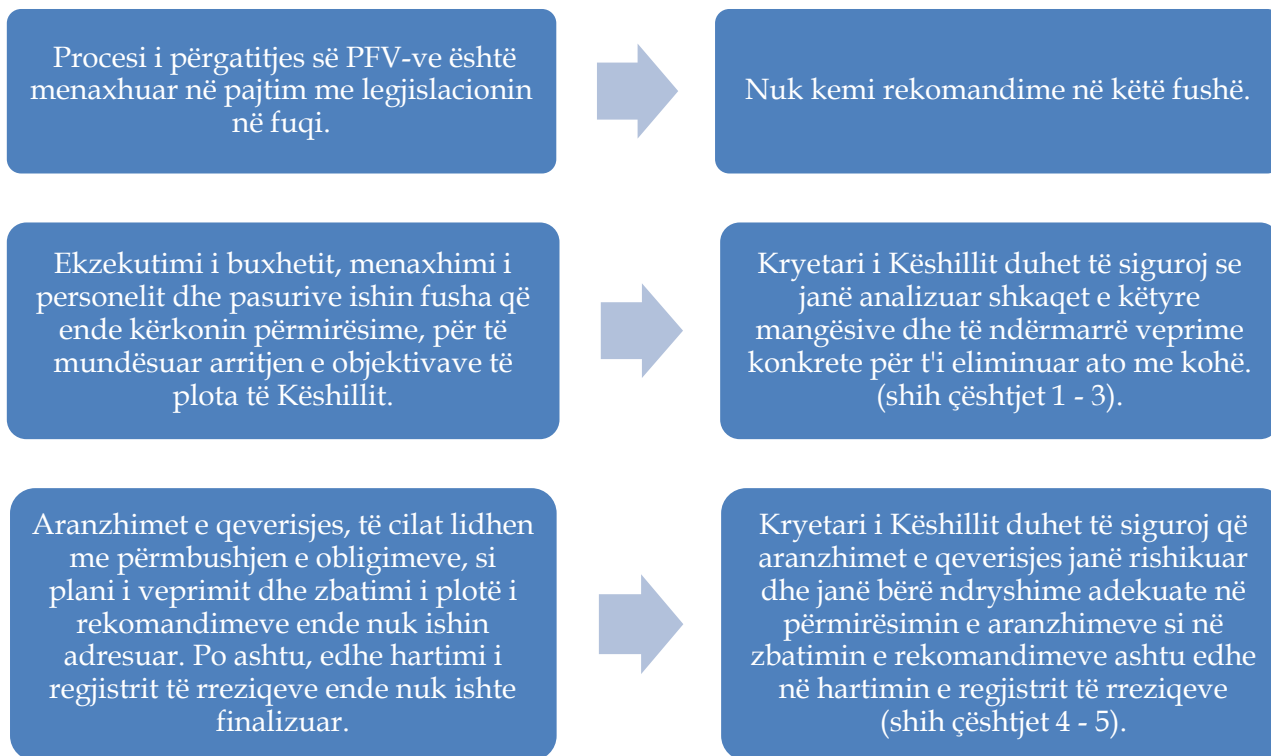 Procesi i përgatitjes së PFV-ve është
menaxhuar në pajtim me legjislacionin
në fuqi.
Nuk kemi rekomandime në këtë fushë.
Ekzekutimi i buxhetit, menaxhimi i
personelit dhe pasurive ishin fusha që
ende kërkonin përmirësime, për të
mundësuar arritjen e objektivave të
plota të Këshillit.
Kryetari i Këshillit duhet të siguroj se
janë analizuar shkaqet e këtyre
mangësive dhe të ndërmarrë veprime
konkrete për t'i eliminuar ato me kohë.
(shih çështjet 1 - 3).
Aranzhimet e qeverisjes, të cilat lidhen
me përmbushjen e obligimeve, si
plani i veprimit dhe zbatimi i plotë i
rekomandimeve ende nuk ishin
adresuar. Po ashtu, edhe hartimi i
regjistrit të rreziqeve ende nuk ishte
finalizuar.
Kryetari i Këshillit duhet të siguroj që
aranzhimet e qeverisjes janë rishikuar
dhe janë bërë ndryshime adekuate në
përmirësimin e aranzhimeve si në
zbatimin e rekomandimeve ashtu edhe
në hartimin e regjistrit të rreziqeve
(shih çështjet 4 - 5).